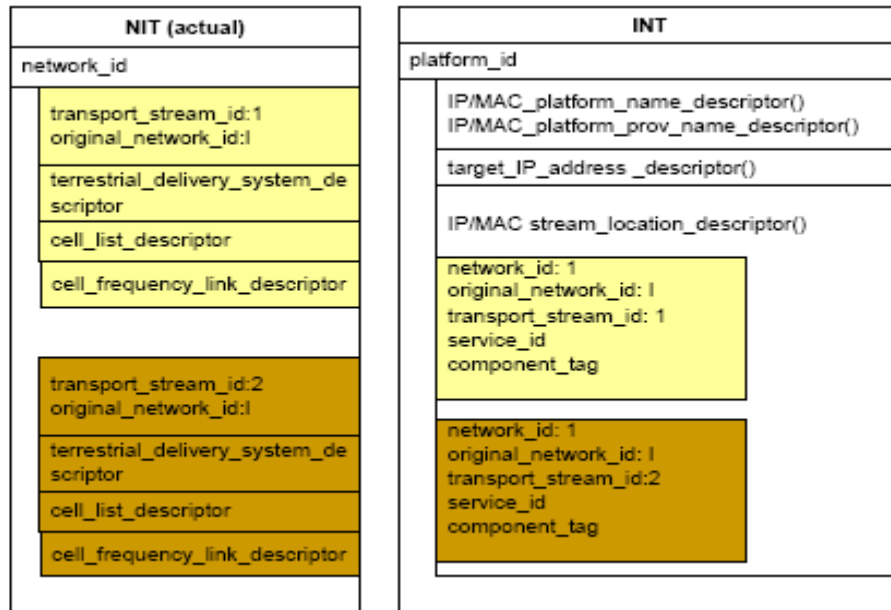 NIT (actual)
network_id
transport_stream_id:1
original_network_id:I
terrestrial_delivery_system_de
scriptor
cell_list_descriptor
cell_frequency_link_descriptor
transport_stream_id:2
original_network_id:I
terrestrial_delivery_system_de
scriptor
cell_list_descriptor
cell_frequency_link_descriptor
INT
platform_id
IP/MAC_platform_name_descriptor()
IP/MAC_platform_prov_name_descriptor()
target_IP_address _descriptor()
IP/MAC stream_location_descriptor()
network_id: 1
original_network_id: I
transport_stream_id: 1
service_id
component_tag
network_id: 1
original_network_id: I
transport_stream_id:2
service_id
component_tag